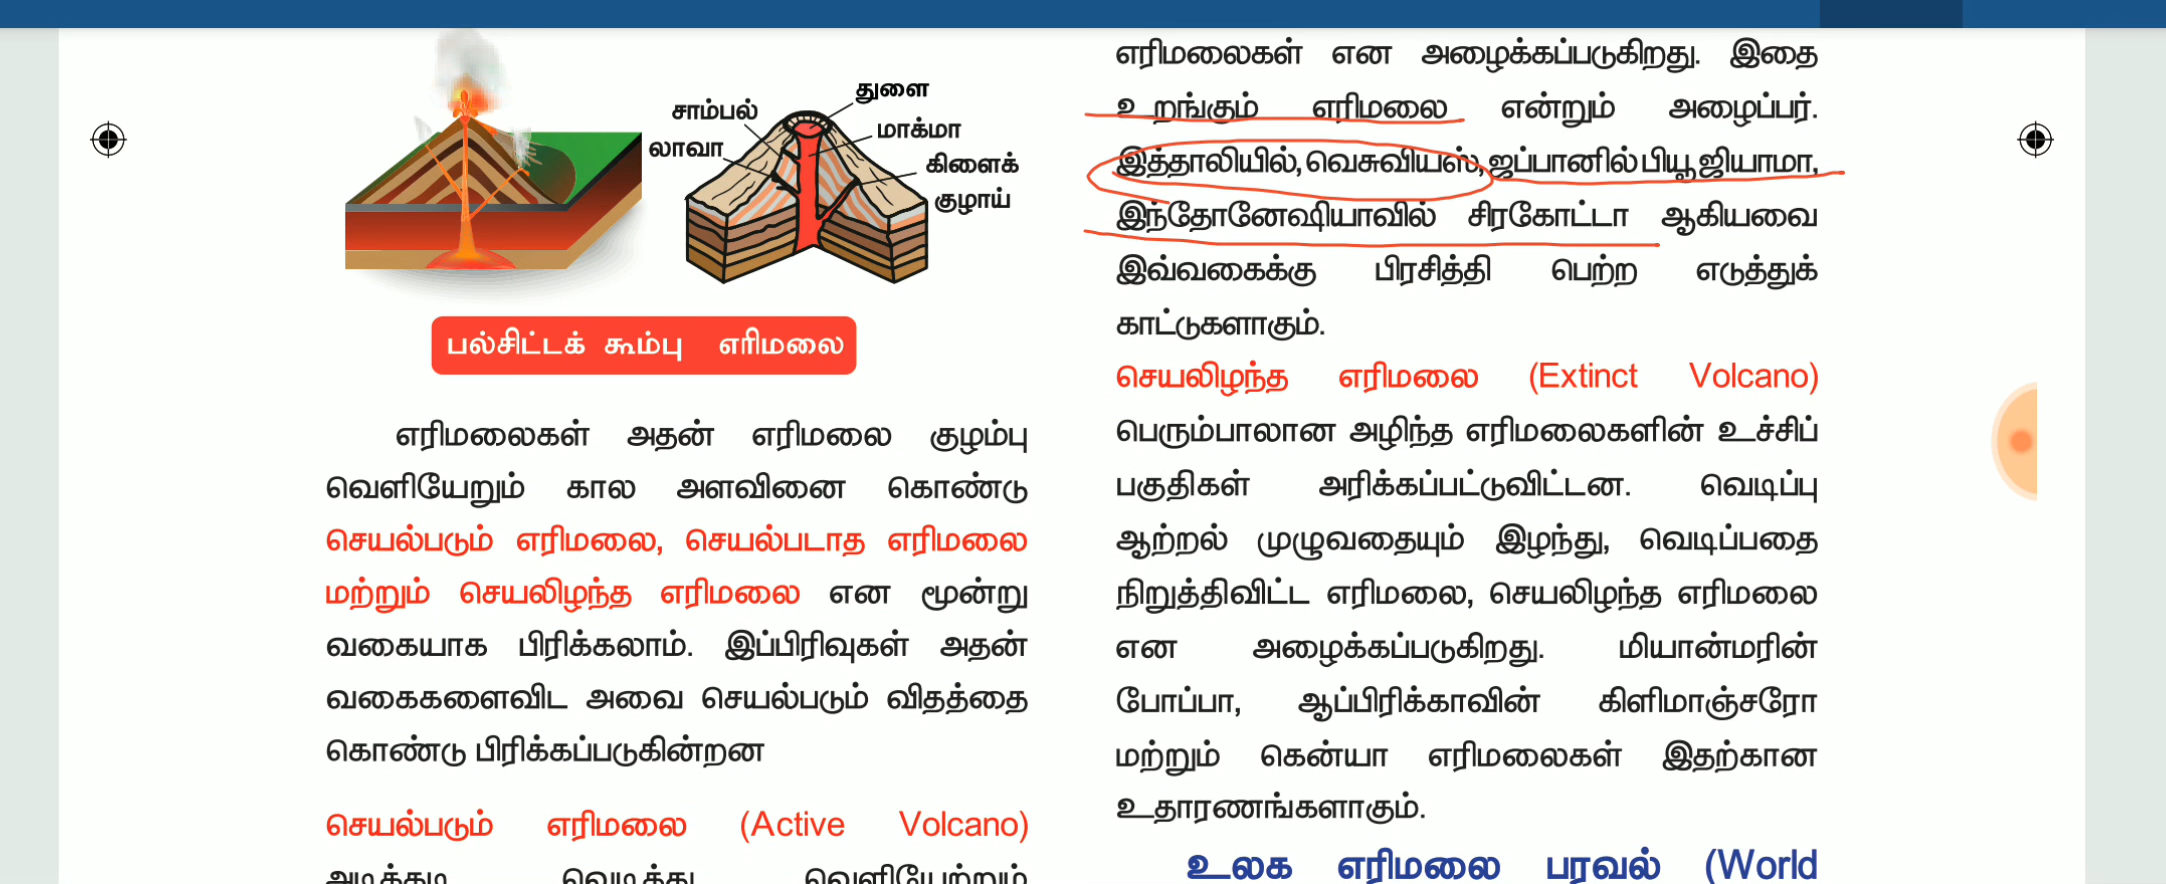 துளை
சாம்பல்
மாக்மா
லாவா
கிளைக்
குழாய்
பல்சிட்டக் கூம்பு எரிமலை
எரிமலைகள் அதன் எரிமலை குழம்பு
வெளியேறும் கால அளவினை கொண்டு
செயல்படும் எரிமலை, செயல்படாத எரிமலை
மற்றும் செயலிழந்த எரிமலை என மூன்று
வகையாக பிரிக்கலாம். இப்பிரிவுகள் அதன்
வகைகளைவிட அவை செயல்படும் விதத்தை
கொண்டு பிரிக்கப்படுகின்றன
செயல்படும் எரிமலை (Active Volcano)
அடிக்கடி வெடித்து வெளியேற்றும்
எரிமலைகள் என அழைக்கப்படுகிறது. இதை
உறங்கும் எரிமலை என்றும் அழைப்பர்.
இத்தாலியில், வெசுவியஸ், ஜப்பானில் பியூஜியாமா,
இந்தோனேஷியாவில் சிரகோட்டா ஆகியவை
இவ்வகைக்கு பிரசித்தி பெற்ற எடுத்துக்
காட்டுகளாகும்.
செயலிழந்த எரிமலை (Extinct Volcano)
பெரும்பாலான அழிந்த எரிமலைகளின் உச்சிப்
பகுதிகள் அரிக்கப்பட்டுவிட்டன. வெடிப்பு
ஆற்றல் முழுவதையும் இழந்து, வெடிப்பதை
நிறுத்திவிட்ட எரிமலை, செயலிழந்த எரிமலை
என அழைக்கப்படுகிறது. மியான்மரின்
போப்பா, ஆப்பிரிக்காவின் கிளிமாஞ்சரோ
மற்றும் கென்யா எரிமலைகள் இதற்கான
உதாரணங்களாகும்.
உலக எரிமலை பரவல் (World